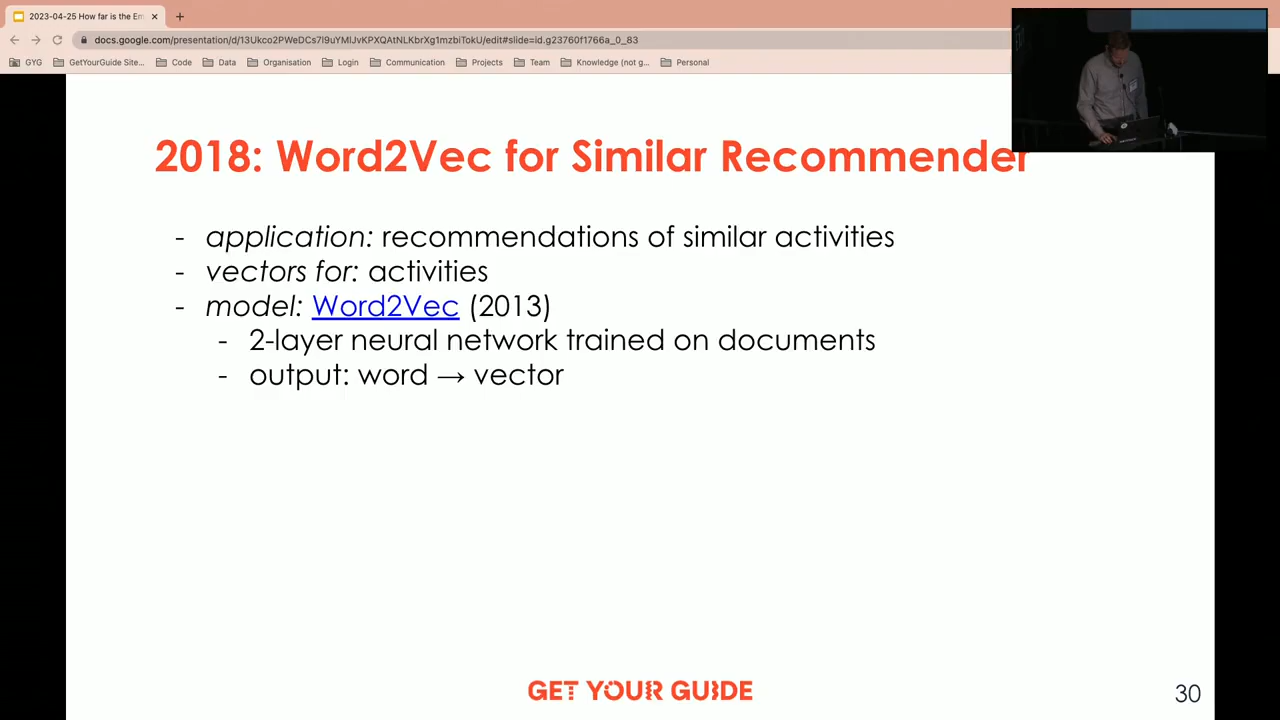 2023-04-25 How far is the Em
docs.google.com/presentation/d/13Ukco2PWeDCs7l9uYMlJvKPXQAtNLKbrXg1mzblTokU/edit#slide=id.g23760f1766a_0_83
GYG GetYourGuide Site... Code Data Organisation Login Communication Projects Team Knowledge (not g... Personal
2018: Word2Vec for Similar Recommender
- application: recommendations of similar activities
- vectors for: activities
- model: Word2Vec (2013)
- 2-layer neural network trained on documents
- output: word → vector
GET YOUR GUIDE
30